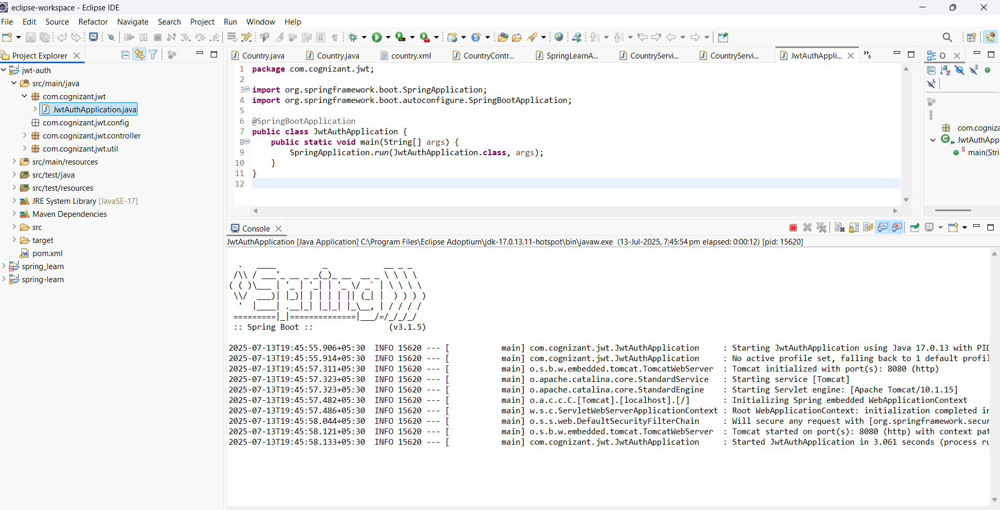 eclipse-workspace - Eclipse IDE
File Edit Source Refactor Navigate Search Project Run Window Help
Project Explorer
jwt-auth
src/main/java
com.cognizant.jwt
JwtAuthApplication.java
com.cognizant.jwt.config
com.cognizant.jwt.controller
com.cognizant.jwt.util
src/main/resources
src/test/java
src/test/resources
JRE System Library [JavaSE-17]
Maven Dependencies
src
target
pom.xml
spring_learn
spring-learn
Country.java Country.java country.xml CountryContr... SpringLearnA... CountryServi... CountryServi... JwtAuthAppli... »6
1 package com.cognizant.jwt;
2
3 import org.springframework.boot.SpringApplication;
4 import org.springframework.boot.autoconfigure.SpringBootApplication;
5
6 @SpringBootApplication
7 public class JwtAuthApplication {
8     public static void main(String[] args) {
9         SpringApplication.run(JwtAuthApplication.class, args);
10     }
11 }
12
O
com.cogniza
JwtAuthApp
S main(Stri
Console
JwtAuthApplication [Java Application] C:\Program Files\Eclipse Adoptium\jdk-17.0.13.11-hotspot\bin\javaw.exe (13-Jul-2025, 7:45:54 pm elapsed: 0:00:12) [pid: 15620]
  .   ____          _            __ _ _
 /\\ / ___'_ __ _ _(_)_ __  __ _ \ \ \ \
( ( )\___ | '_ | '_| | '_ \/ _` | \ \ \ \
 \\/  ___)| |_)| | | | | || (_| |  ) ) ) )
  '  |____| .__|_| |_|_| |_\__, | / / / /
 =========|_|==============|___/=/_/_/_/
 :: Spring Boot ::                (v3.1.5)
2025-07-13T19:45:55.906+05:30  INFO 15620 --- [           main] com.cognizant.jwt.JwtAuthApplication     : Starting JwtAuthApplication using Java 17.0.13 with PID
2025-07-13T19:45:55.914+05:30  INFO 15620 --- [           main] com.cognizant.jwt.JwtAuthApplication     : No active profile set, falling back to 1 default profil
2025-07-13T19:45:57.311+05:30  INFO 15620 --- [           main] o.s.b.w.embedded.tomcat.TomcatWebServer  : Tomcat initialized with port(s): 8080 (http)
2025-07-13T19:45:57.323+05:30  INFO 15620 --- [           main] o.apache.catalina.core.StandardService   : Starting service [Tomcat]
2025-07-13T19:45:57.323+05:30  INFO 15620 --- [           main] o.apache.catalina.core.StandardEngine    : Starting Servlet engine: [Apache Tomcat/10.1.15]
2025-07-13T19:45:57.482+05:30  INFO 15620 --- [           main] o.a.c.c.C.[Tomcat].[localhost].[/]       : Initializing Spring embedded WebApplicationContext
2025-07-13T19:45:57.486+05:30  INFO 15620 --- [           main] w.s.c.ServletWebServerApplicationContext : Root WebApplicationContext: initialization completed in
2025-07-13T19:45:58.044+05:30  INFO 15620 --- [           main] o.s.s.web.DefaultSecurityFilterChain     : Will secure any request with [org.springframework.secur
2025-07-13T19:45:58.121+05:30  INFO 15620 --- [           main] o.s.b.w.embedded.tomcat.TomcatWebServer  : Tomcat started on port(s): 8080 (http) with context pat
2025-07-13T19:45:58.133+05:30  INFO 15620 --- [           main] com.cognizant.jwt.JwtAuthApplication     : Started JwtAuthApplication in 3.061 seconds (process ru